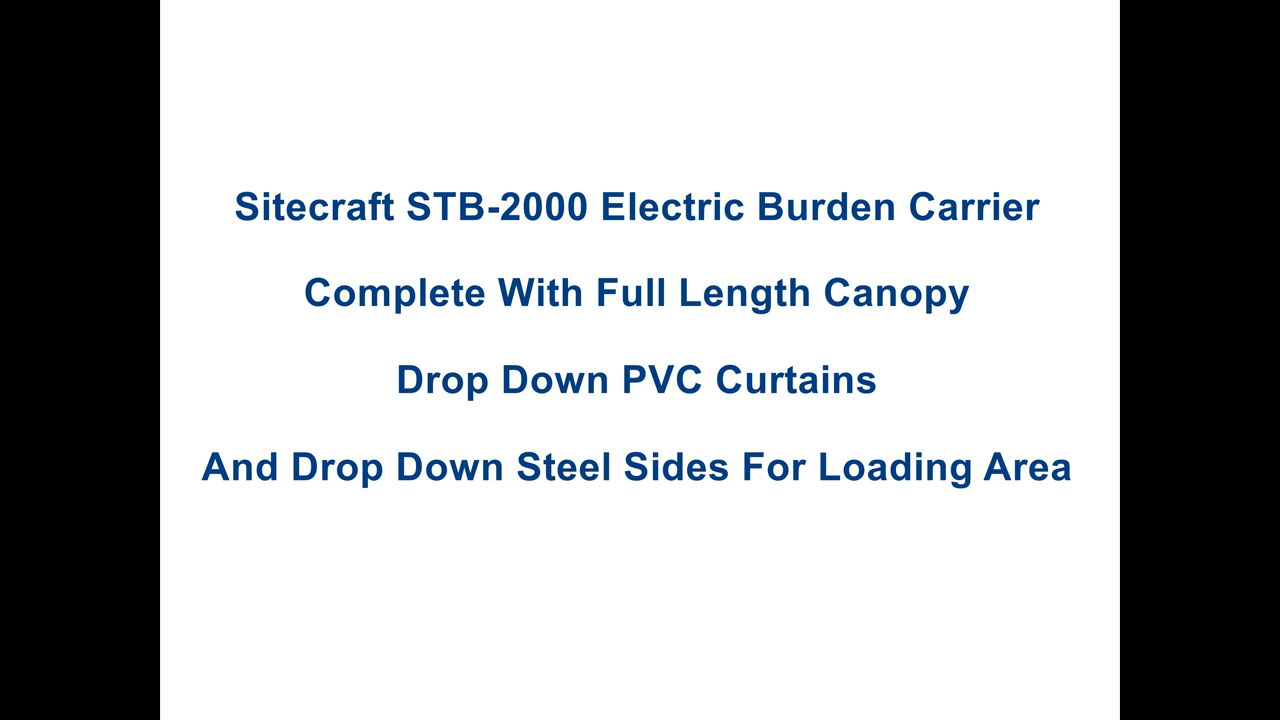 Sitecraft STB-2000 Electric Burden Carrier
Complete With Full Length Canopy
Drop Down PVC Curtains
And Drop Down Steel Sides For Loading Area